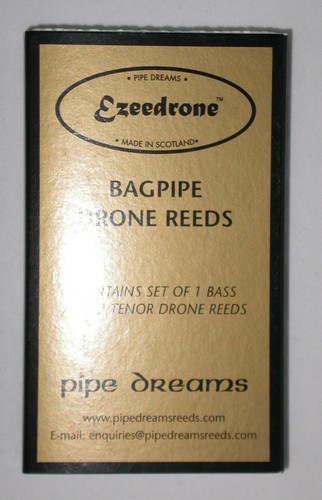 • PIPE DREAMS •
Ezeedrone™
• MADE IN SCOTLAND •
BAGPIPE
DRONE REEDS
TAINS SET OF 1 BASS
TENOR DRONE REEDS
pipe dreams
www.pipedreamsreeds.com
E-mail: enquiries@pipedreamsreeds.com